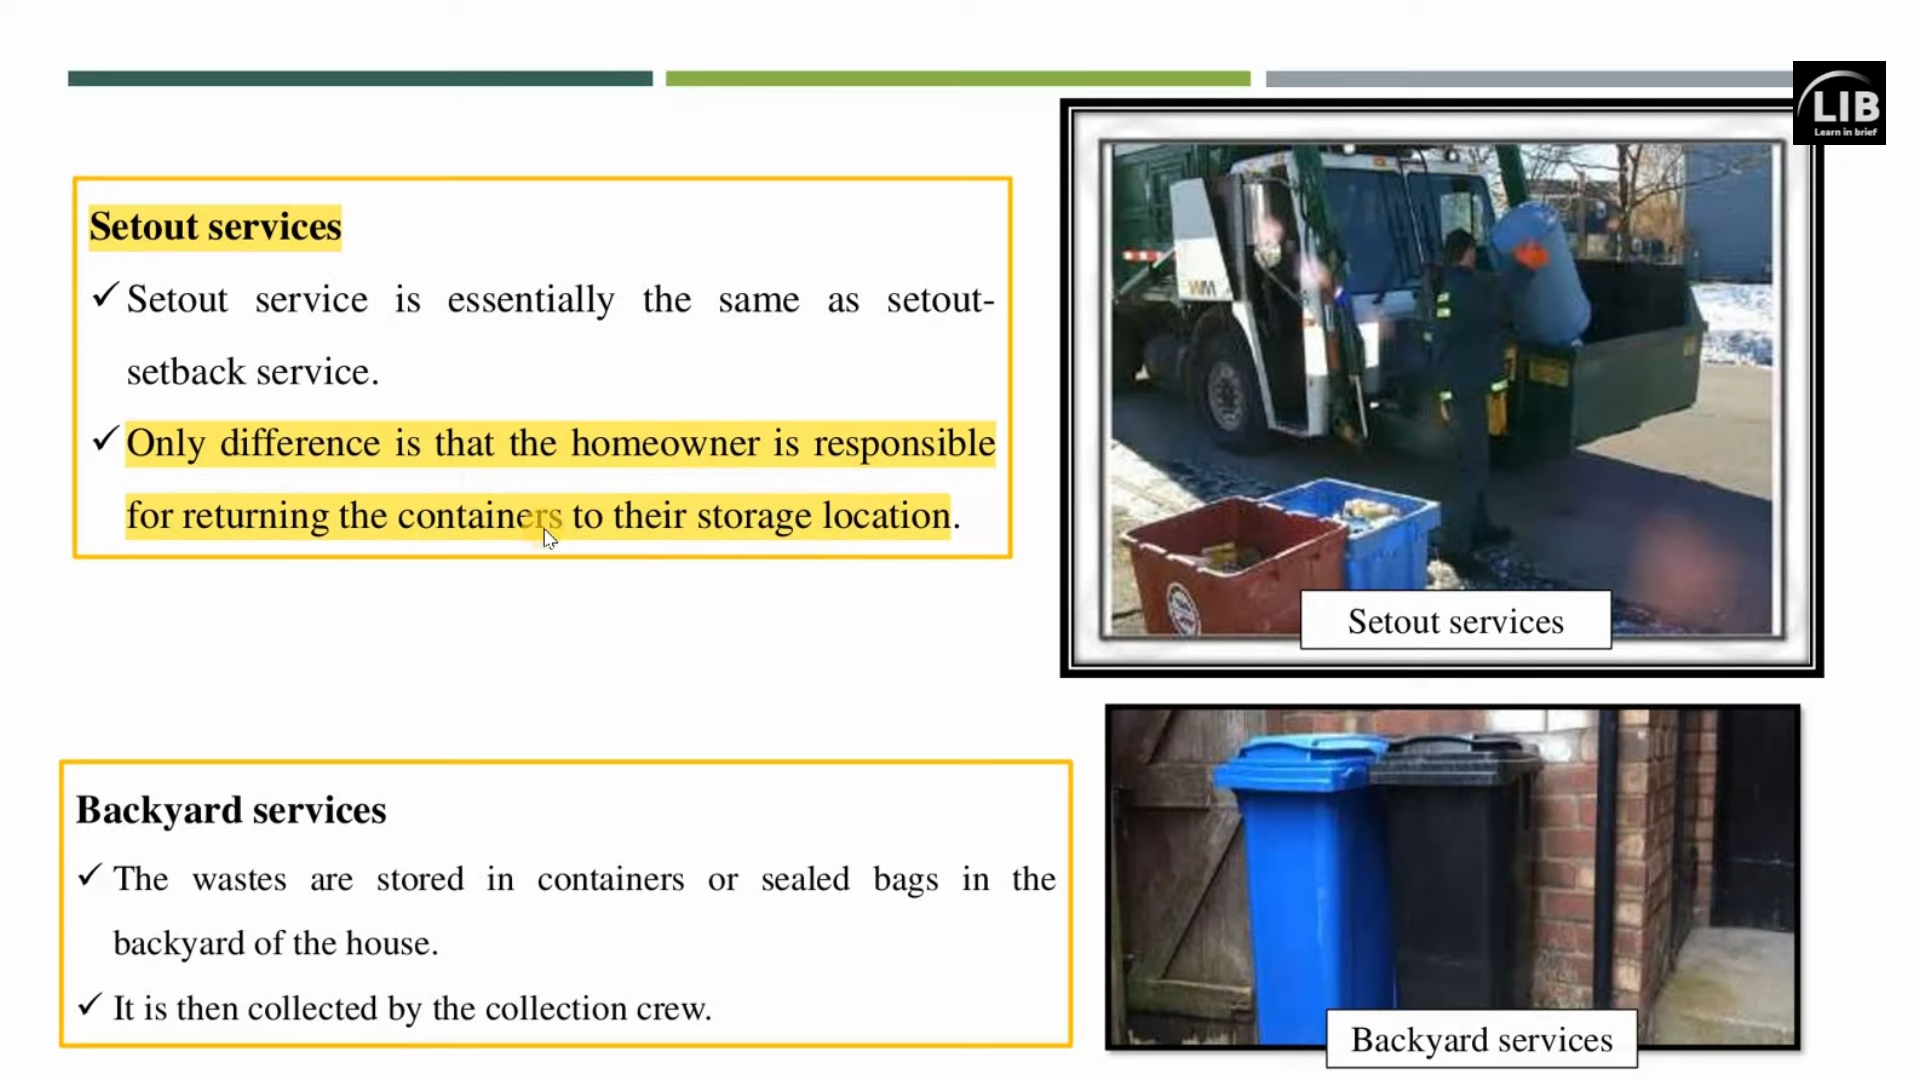 LIB
Learn in brief
Setout services
✓ Setout service is essentially the same as setout-
setback service.
✓ Only difference is that the homeowner is responsible
for returning the containers to their storage location.
WM
Setout services
Backyard services
✓ The wastes are stored in containers or sealed bags in the
backyard of the house.
✓ It is then collected by the collection crew.
Backyard services